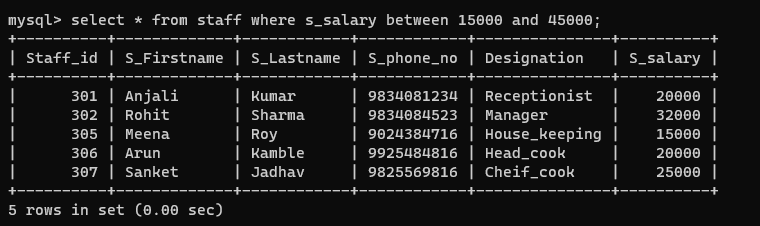 mysql> select * from staff where s_salary between 15000 and 45000;
+----------+-------------+------------+------------+---------------+----------+
| Staff_id | S_Firstname | S_Lastname | S_phone_no | Designation   | S_salary |
+----------+-------------+------------+------------+---------------+----------+
|      301 | Anjali      | Kumar      | 9834081234 | Receptionist  |    20000 |
|      302 | Rohit       | Sharma     | 9834084523 | Manager       |    32000 |
|      305 | Meena       | Roy        | 9024384716 | House_keeping |    15000 |
|      306 | Arun        | Kamble     | 9925484816 | Head_cook     |    20000 |
|      307 | Sanket      | Jadhav     | 9825569816 | Cheif_cook    |    25000 |
+----------+-------------+------------+------------+---------------+----------+
5 rows in set (0.00 sec)